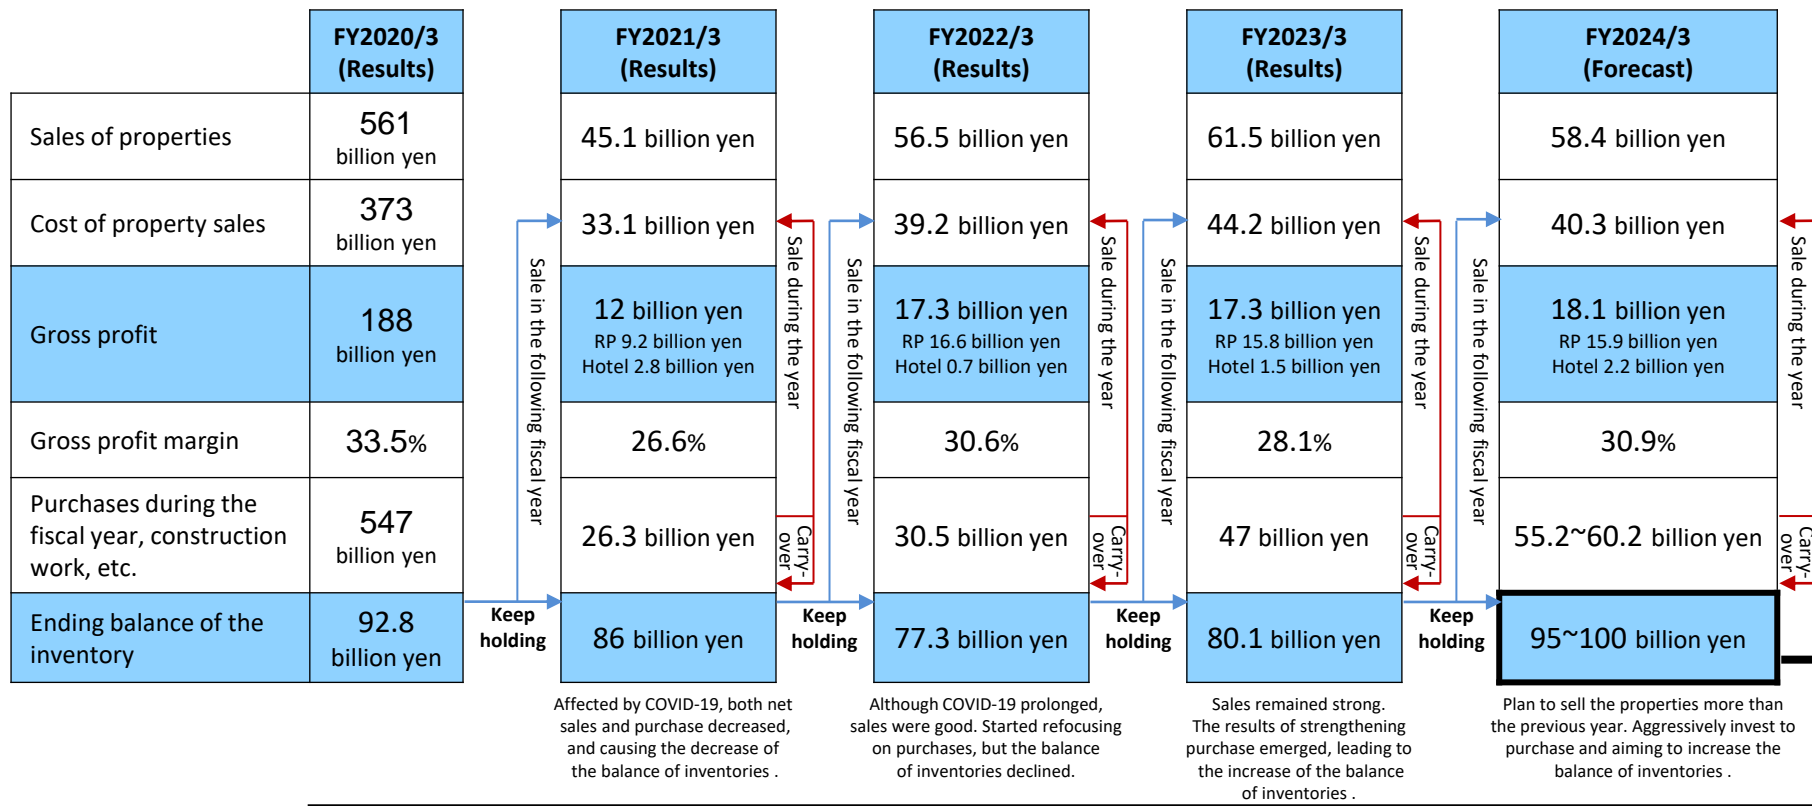 FY2020/3
(Results)
FY2021/3
(Results)
FY2022/3
(Results)
FY2023/3
(Results)
FY2024/3
(Forecast)
Sales of properties
561
billion yen
45.1 billion yen
56.5 billion yen
61.5 billion yen
58.4 billion yen
Cost of property sales
373
billion yen
33.1 billion yen
39.2 billion yen
44.2 billion yen
40.3 billion yen
Gross profit
188
billion yen
12 billion yen
RP 9.2 billion yen
Hotel 2.8 billion yen
17.3 billion yen
RP 16.6 billion yen
Hotel 0.7 billion yen
17.3 billion yen
RP 15.8 billion yen
Hotel 1.5 billion yen
18.1 billion yen
RP 15.9 billion yen
Hotel 2.2 billion yen
Gross profit margin
33.5%
26.6%
30.6%
28.1%
30.9%
Purchases during the
fiscal year, construction
work, etc.
547
billion yen
26.3 billion yen
30.5 billion yen
47 billion yen
55.2~60.2 billion yen
Ending balance of the
inventory
92.8
billion yen
86 billion yen
77.3 billion yen
80.1 billion yen
95~100 billion yen
Sale in the following fiscal year
Sale during the year
Carry-
over
Sale in the following fiscal year
Sale during the year
Carry-
over
Sale in the following fiscal year
Sale during the year
Carry-
over
Sale in the following fiscal year
Sale during the year
Carry-
over
Keep
holding
Keep
holding
Keep
holding
Keep
holding
Affected by COVID-19, both net
sales and purchase decreased,
and causing the decrease of
the balance of inventories .
Although COVID-19 prolonged,
sales were good. Started refocusing
on purchases, but the balance
of inventories declined.
Sales remained strong.
The results of strengthening
purchase emerged, leading to
the increase of the balance
of inventories .
Plan to sell the properties more than
the previous year. Aggressively invest to
purchase and aiming to increase the
balance of inventories .